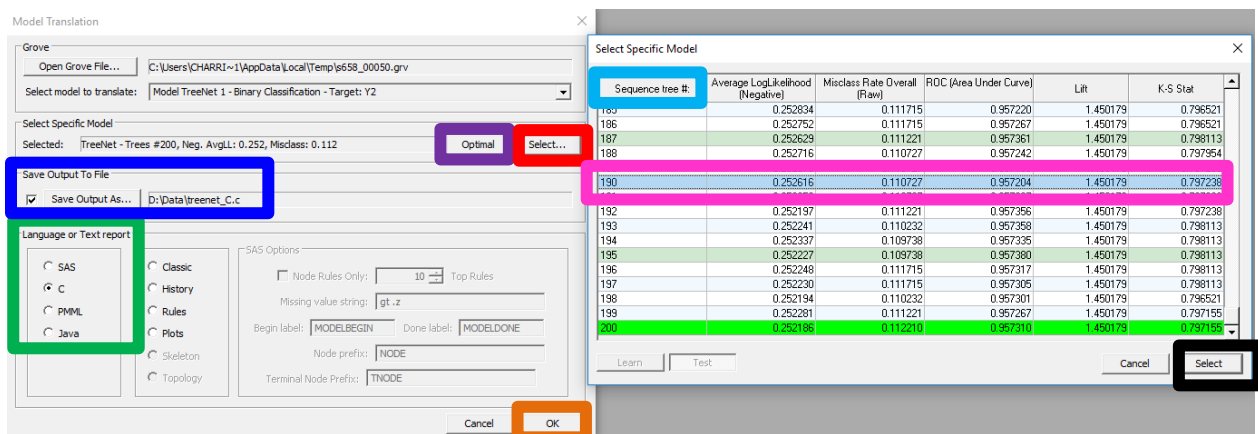 Model Translation
Grove
Open Grove File... C:\Users\CHARRI~1\AppData\Local\Temp\s658_00050.grv
Select model to translate: Model TreeNet 1 - Binary Classification - Target: Y2
Select Specific Model
Selected: TreeNet - Trees #200, Neg. AvgLL: 0.252, Misclass: 0.112 Optimal Select...
Save Output To File
Save Output As... D:\Data\treenet_C.c
Language or Text report
SAS
C
PMML
Java
Classic
History
Rules
Plots
Skeleton
Topology
SAS Options
Node Rules Only: 10 Top Rules
Missing value string: gt .z
Begin label: MODELBEGIN Done label: MODELDONE
Node prefix: NODE
Terminal Node Prefix: TNODE
Cancel OK
Select Specific Model
Sequence tree #: Average LogLikelihood (Negative) Misclass Rate Overall (Raw) ROC (Area Under Curve) Lift K-S Stat
185 0.252834 0.111715 0.957220 1.450179 0.796521
186 0.252752 0.111715 0.957267 1.450179 0.796521
187 0.252629 0.111221 0.957361 1.450179 0.798113
188 0.252716 0.110727 0.957242 1.450179 0.797954
190 0.252616 0.110727 0.957204 1.450179 0.797238
192 0.252197 0.111221 0.957356 1.450179 0.797238
193 0.252241 0.110232 0.957358 1.450179 0.798113
194 0.252337 0.109738 0.957335 1.450179 0.798113
195 0.252227 0.109738 0.957380 1.450179 0.798113
196 0.252248 0.111715 0.957317 1.450179 0.798113
197 0.252230 0.111715 0.957305 1.450179 0.798113
198 0.252194 0.110232 0.957301 1.450179 0.796521
199 0.252281 0.111221 0.957267 1.450179 0.797155
200 0.252186 0.112210 0.957310 1.450179 0.797155
Learn Test Cancel Select